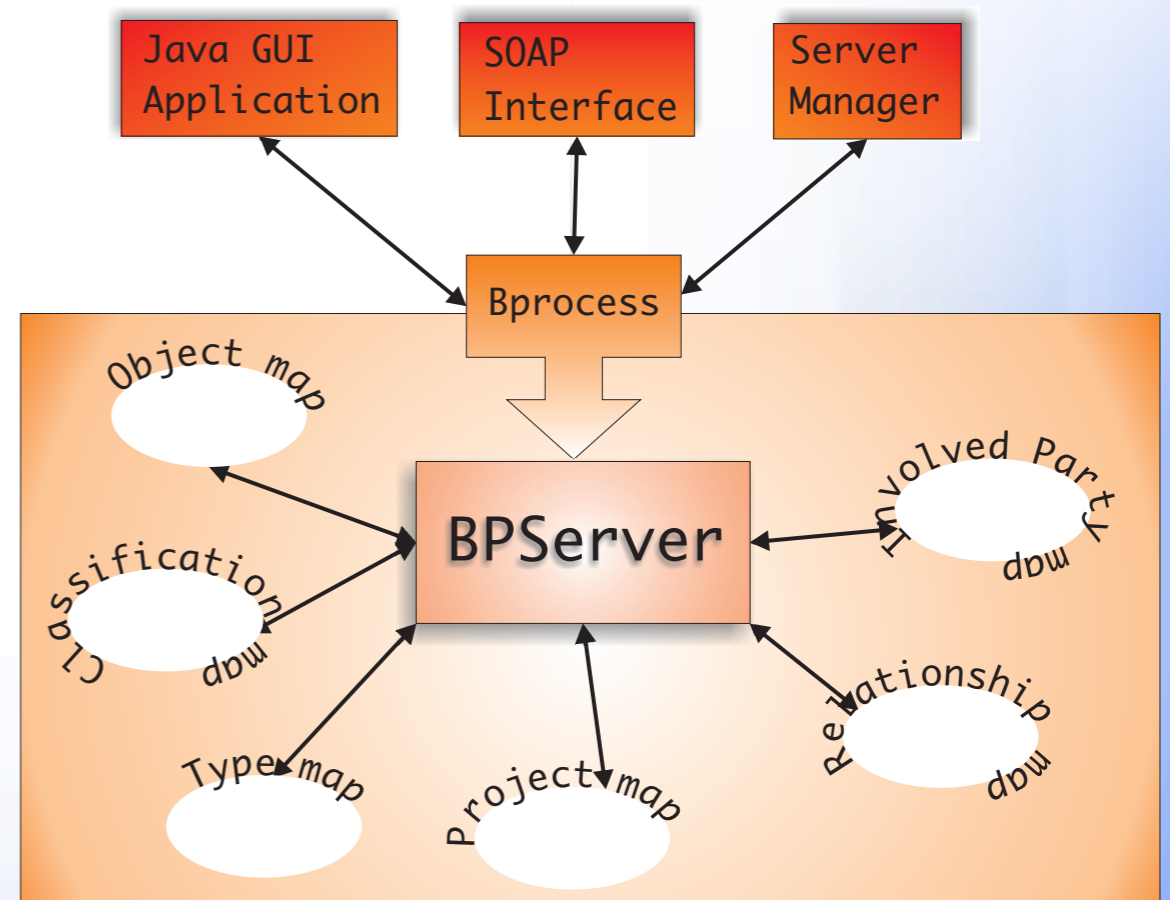 Java GUI
Application
SOAP
Interface
Server
Manager
Bprocess
Object map
BPServer
Involved Party map
Classification map
Relationship map
Type map
Project map